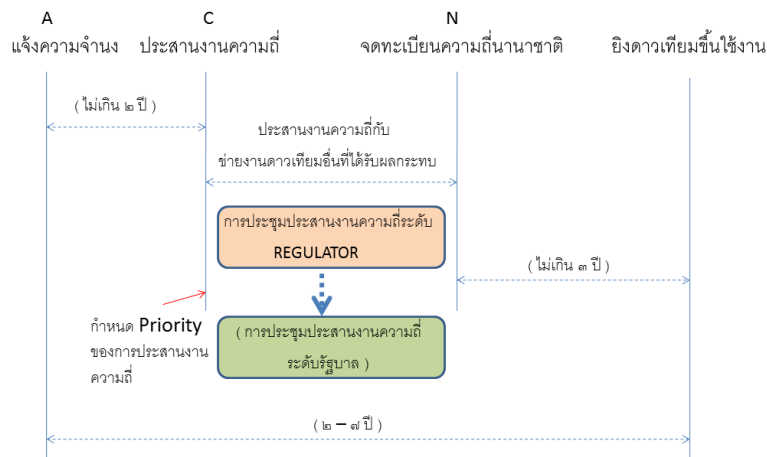 A
C
N
แจ้งความจำนง
ประสานงานความถี่
จดทะเบียนความถี่นานาชาติ
ยิงดาวเทียมขึ้นใช้งาน
( ไม่เกิน ๒ ปี )
ประสานงานความถี่กับ
ข่ายงานดาวเทียมอื่นที่ได้รับผลกระทบ
การประชุมประสานงานความถี่ระดับ
REGULATOR
( ไม่เกิน ๓ ปี )
กำหนด Priority
ของการประสานงาน
ความถี่
( การประชุมประสานงานความถี่
ระดับรัฐบาล )
( ๒ – ๗ ปี )